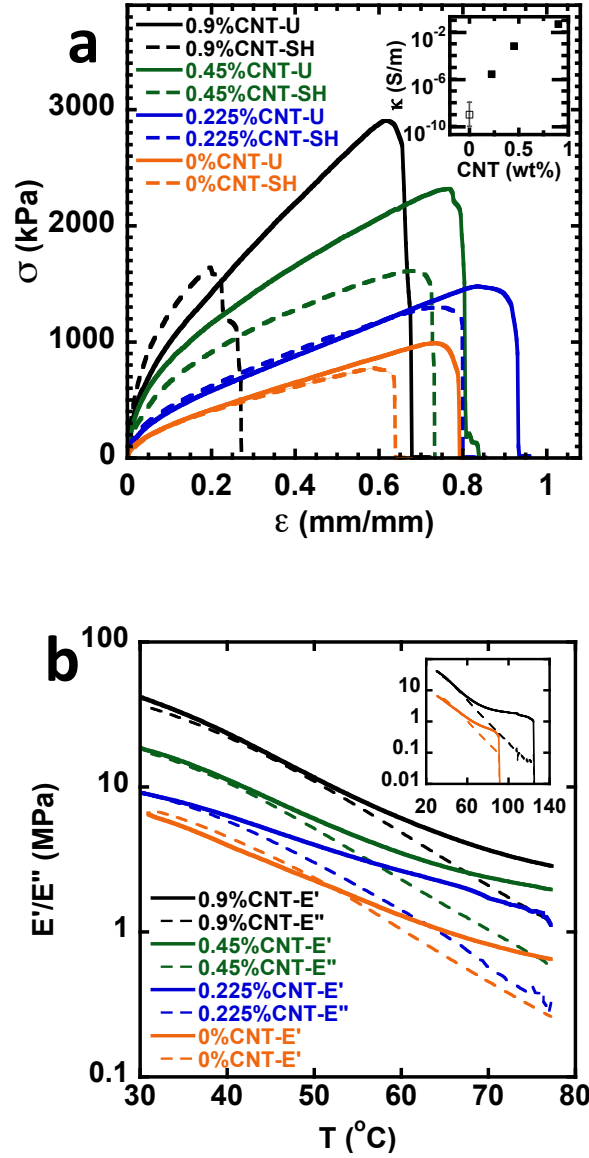 a
0.9%CNT-U
0.9%CNT-SH
0.45%CNT-U
0.45%CNT-SH
0.225%CNT-U
0.225%CNT-SH
0%CNT-U
0%CNT-SH
10⁻²
10⁻⁶
10⁻¹⁰
κ (S/m)
0 0.5 1
CNT (wt%)
3000
2000
1000
0
σ (kPa)
0 0.2 0.4 0.6 0.8 1
ε (mm/mm)
b
100
10
1
0.1
E'/E" (MPa)
10
1
0.1
0.01
20 60 100 140
0.9%CNT-E'
0.9%CNT-E"
0.45%CNT-E'
0.45%CNT-E"
0.225%CNT-E'
0.225%CNT-E"
0%CNT-E'
0%CNT-E'
30 40 50 60 70 80
T (°C)